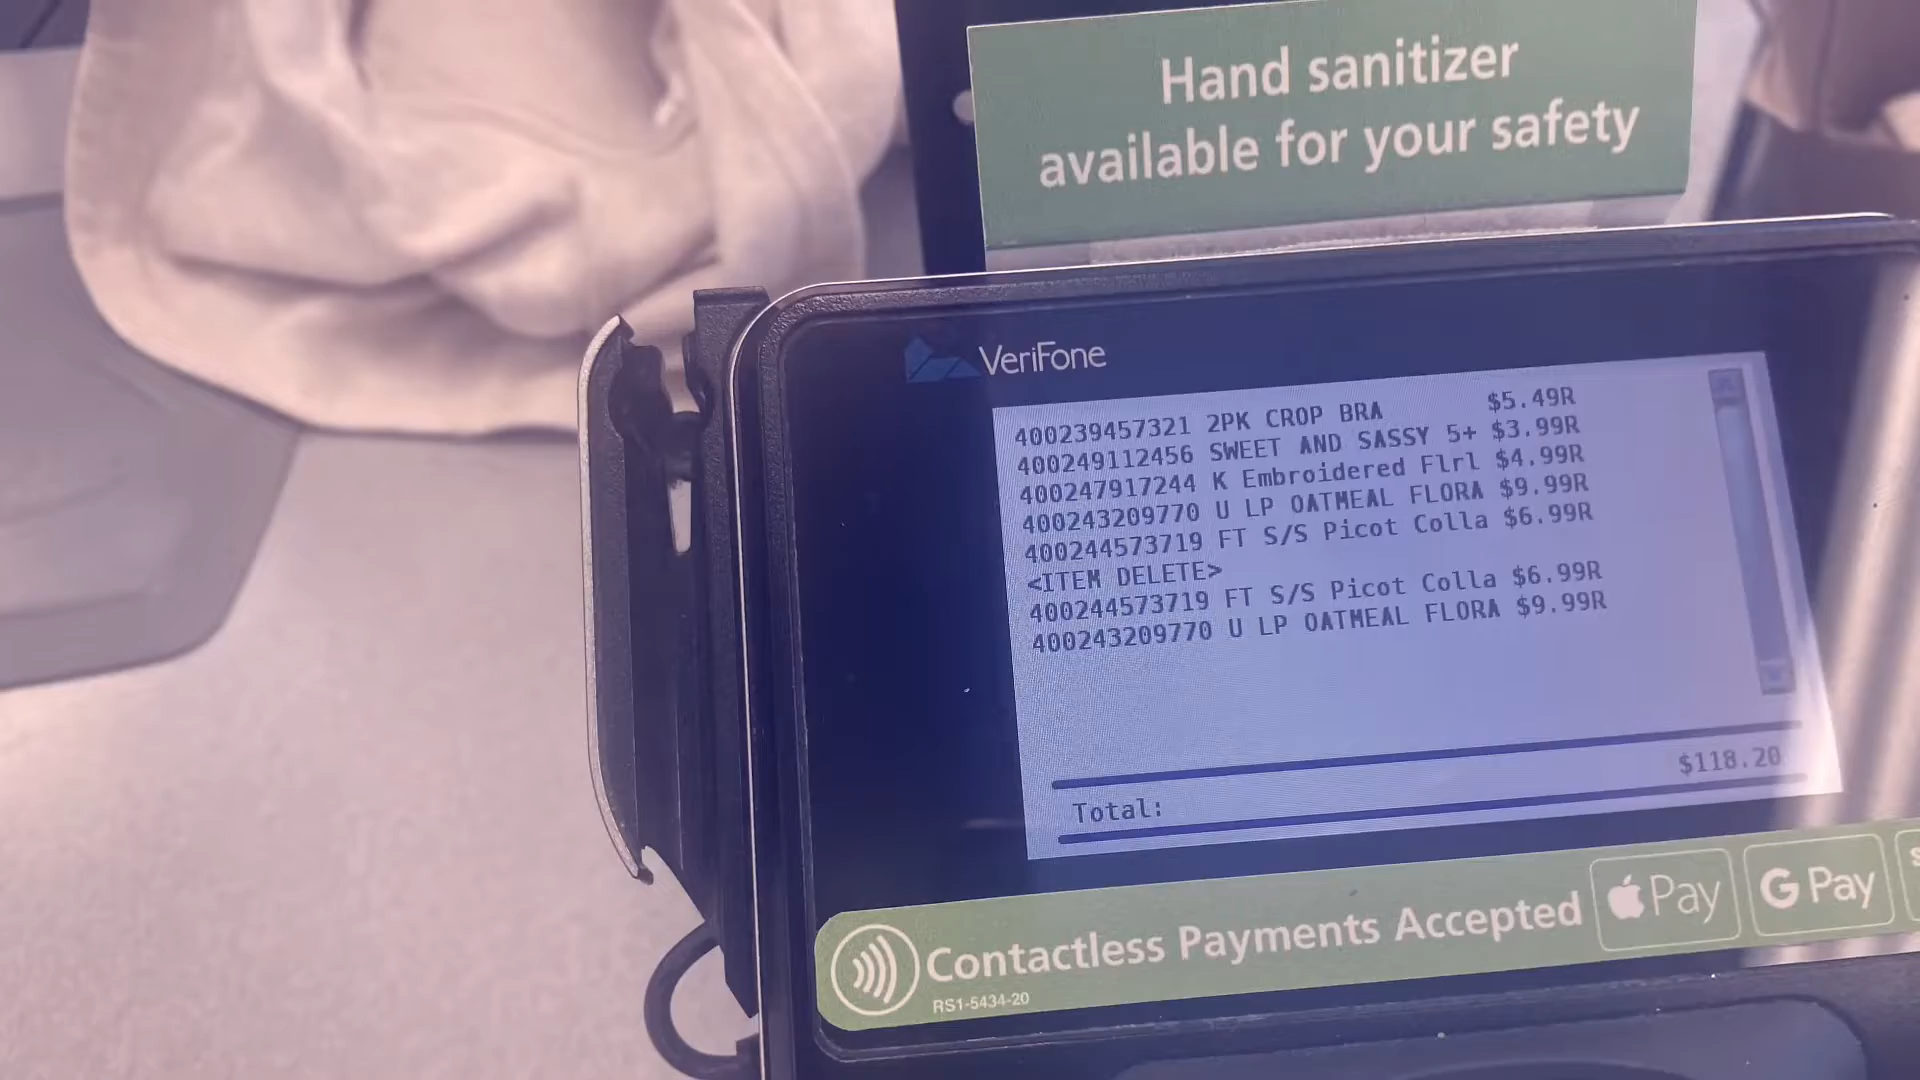 Hand sanitizer
available for your safety
VeriFone
400239457321 2PK CROP BRA $5.49R
400249112456 SWEET AND SASSY 5+ $3.99R
400247917244 K Embroidered Flrl $4.99R
400243209770 U LP OATMEAL FLORA $9.99R
400244573719 FT S/S Picot Colla $6.99R
<ITEM DELETE>
400244573719 FT S/S Picot Colla $6.99R
400243209770 U LP OATMEAL FLORA $9.99R
$118.20
Total:
Contactless Payments Accepted
Pay
G Pay
RS1-5434-20